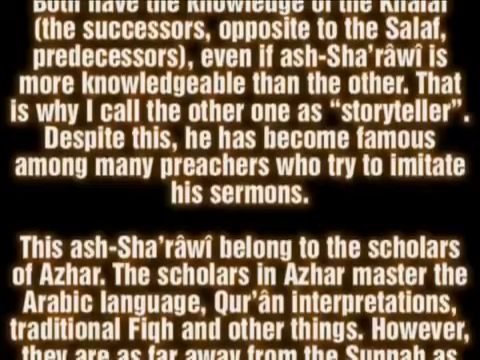 Both have the knowledge of the Khalaf
(the successors, opposite to the Salaf,
predecessors), even if ash-Sha’râwî is
more knowledgeable than the other. That
is why I call the other one as “storyteller”.
Despite this, he has become famous
among many preachers who try to imitate
his sermons.
This ash-Sha’râwî belong to the scholars
of Azhar. The scholars in Azhar master the
Arabic language, Qur’ân interpretations,
traditional Fiqh and other things. However,
they are as far away from the Sunnah as